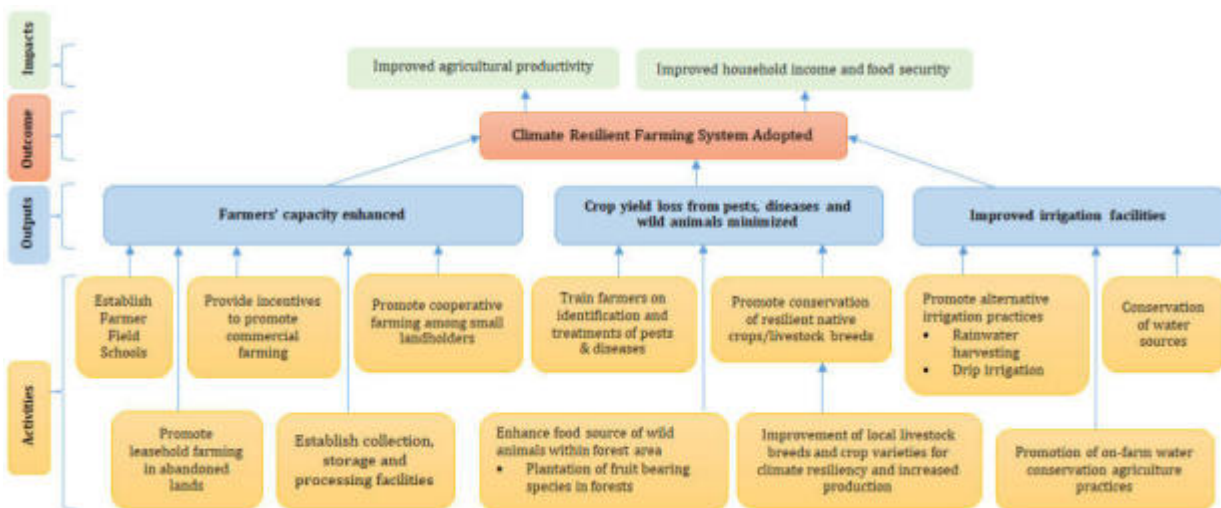 Impacts
Improved agricultural productivity
Improved household income and food security
Outcome
Climate Resilient Farming System Adopted
Outputs
Farmers' capacity enhanced
Crop yield loss from pests, diseases and
wild animals minimized
Improved irrigation facilities
Activities
Establish
Farmer
Field
Schools
Provide incentives
to promote
commercial
farming
Promote cooperative
farming among small
landholders
Train farmers on
identification and
treatments of pests
& diseases
Promote conservation
of resilient native
crops/livestock breeds
Promote alternative
irrigation practices
• Rainwater
harvesting
• Drip irrigation
Conservation
of water
sources
Promote
leasehold farming
in abandoned
lands
Establish collection,
storage and
processing facilities
Enhance food source of wild
animals within forest area
• Plantation of fruit bearing
species in forests
Improvement of local livestock
breeds and crop varieties for
climate resiliency and increased
production
Promotion of on-farm water
conservation agriculture
practices